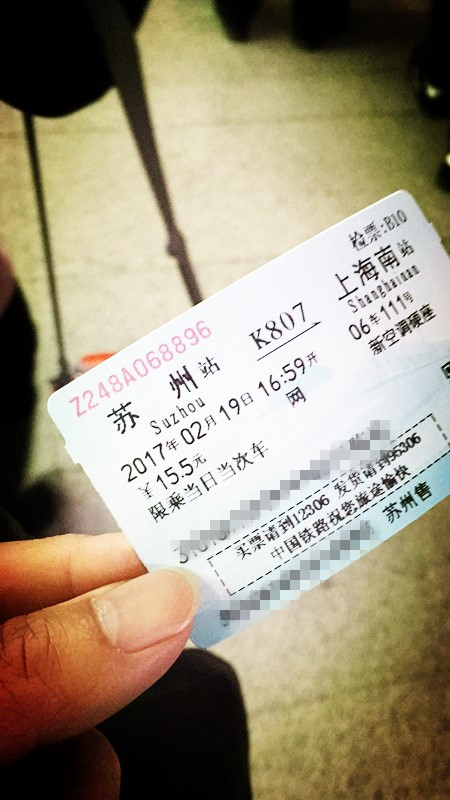 Z248A068896
检票:B10
苏州站
K807
上海南站
Suzhou
Shanghainan
2017年02月19日16:59开
06车111号
￥155元
网
新空调硬座
限乘当日当次车
买票请到12306 发货请到95306
中国铁路祝您旅途愉快
苏州售